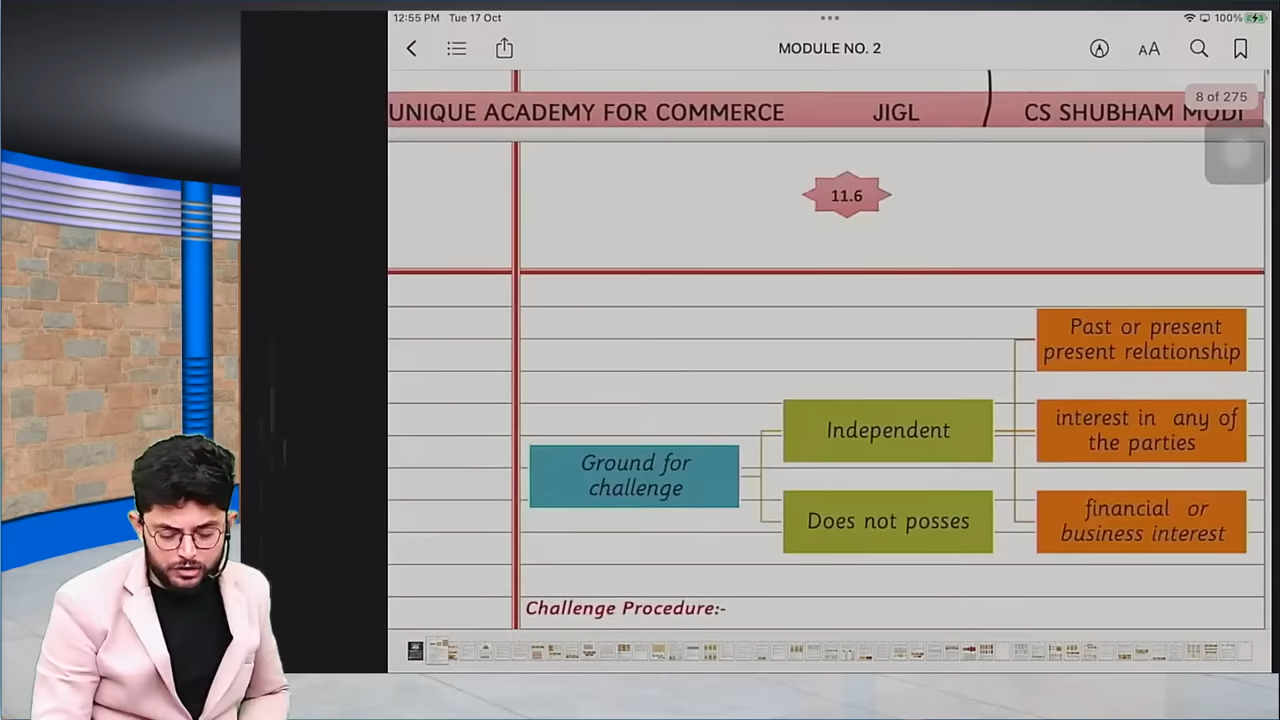 12:55 PM Tue 17 Oct
100%
MODULE NO. 2
AA
8 of 275
UNIQUE ACADEMY FOR COMMERCE JIGL CS SHUBHAM MODI
11.6
Past or present
present relationship
Independent
interest in any of
the parties
Ground for
challenge
Does not posses
financial or
business interest
Challenge Procedure:-